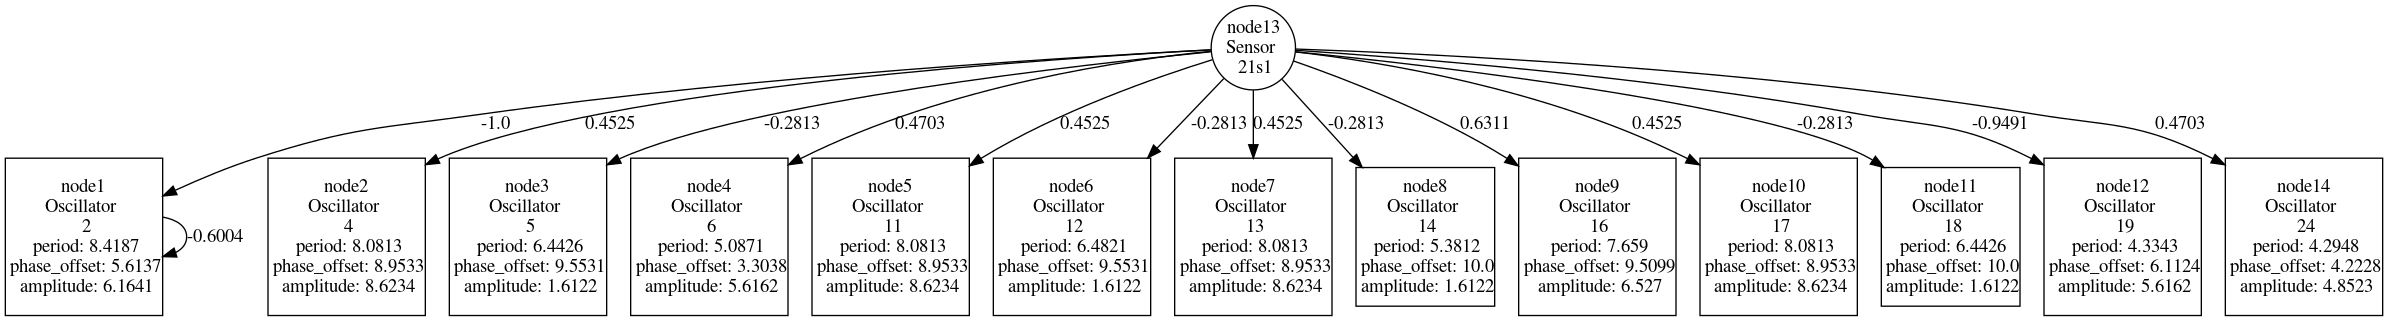 node13
Sensor
21s1
-1.0
0.4525
-0.2813
0.4703
0.4525
-0.2813
0.4525
-0.2813
0.6311
0.4525
-0.2813
-0.9491
0.4703
node1
Oscillator
2
period: 8.4187
phase_offset: 5.6137
amplitude: 6.1641
-0.6004
node2
Oscillator
4
period: 8.0813
phase_offset: 8.9533
amplitude: 8.6234
node3
Oscillator
5
period: 6.4426
phase_offset: 9.5531
amplitude: 1.6122
node4
Oscillator
6
period: 5.0871
phase_offset: 3.3038
amplitude: 5.6162
node5
Oscillator
11
period: 8.0813
phase_offset: 8.9533
amplitude: 8.6234
node6
Oscillator
12
period: 6.4821
phase_offset: 9.5531
amplitude: 1.6122
node7
Oscillator
13
period: 8.0813
phase_offset: 8.9533
amplitude: 8.6234
node8
Oscillator
14
period: 5.3812
phase_offset: 10.0
amplitude: 1.6122
node9
Oscillator
16
period: 7.659
phase_offset: 9.5099
amplitude: 6.527
node10
Oscillator
17
period: 8.0813
phase_offset: 8.9533
amplitude: 8.6234
node11
Oscillator
18
period: 6.4426
phase_offset: 10.0
amplitude: 1.6122
node12
Oscillator
19
period: 4.3343
phase_offset: 6.1124
amplitude: 5.6162
node14
Oscillator
24
period: 4.2948
phase_offset: 4.2228
amplitude: 4.8523